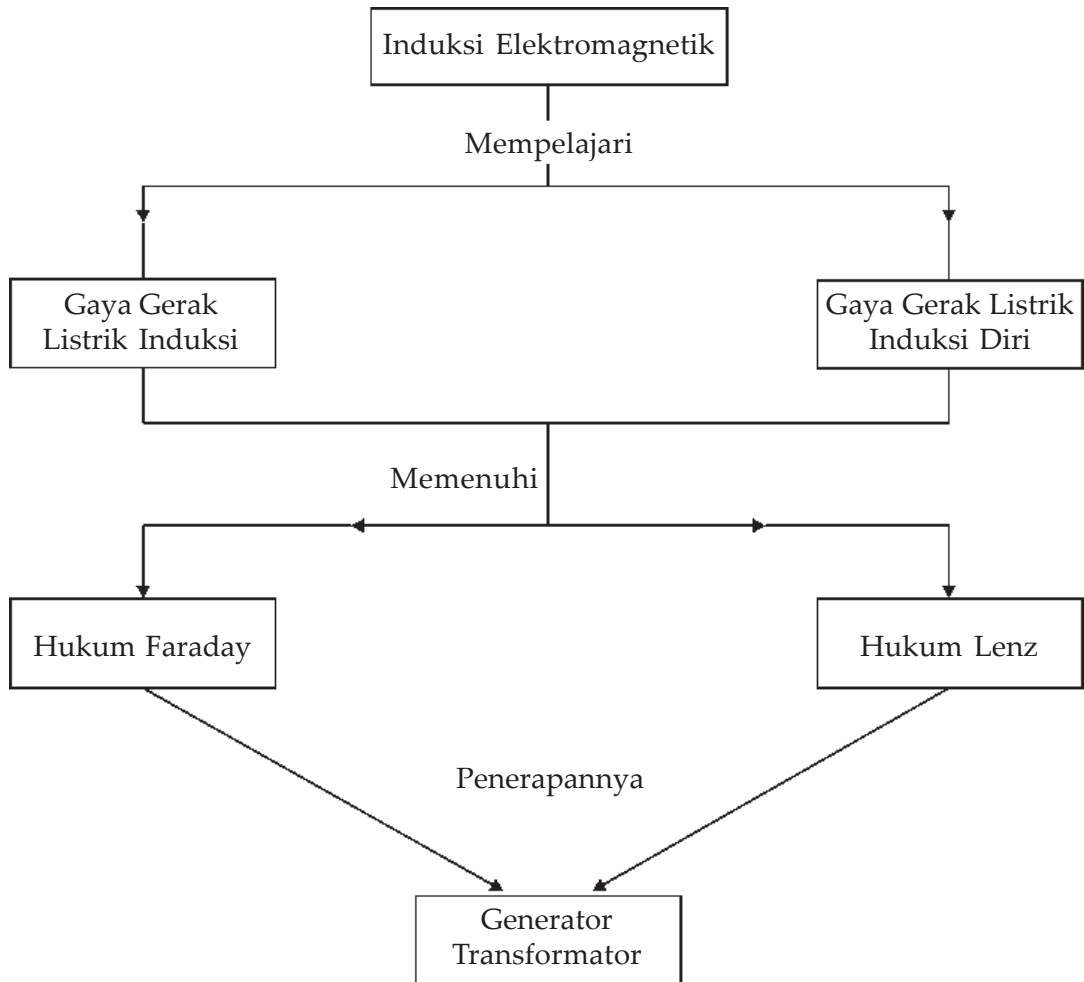 Induksi Elektromagnetik
Mempelajari
Gaya Gerak
Listrik Induksi
Gaya Gerak Listrik
Induksi Diri
Memenuhi
Hukum Faraday
Hukum Lenz
Penerapannya
Generator
Transformator